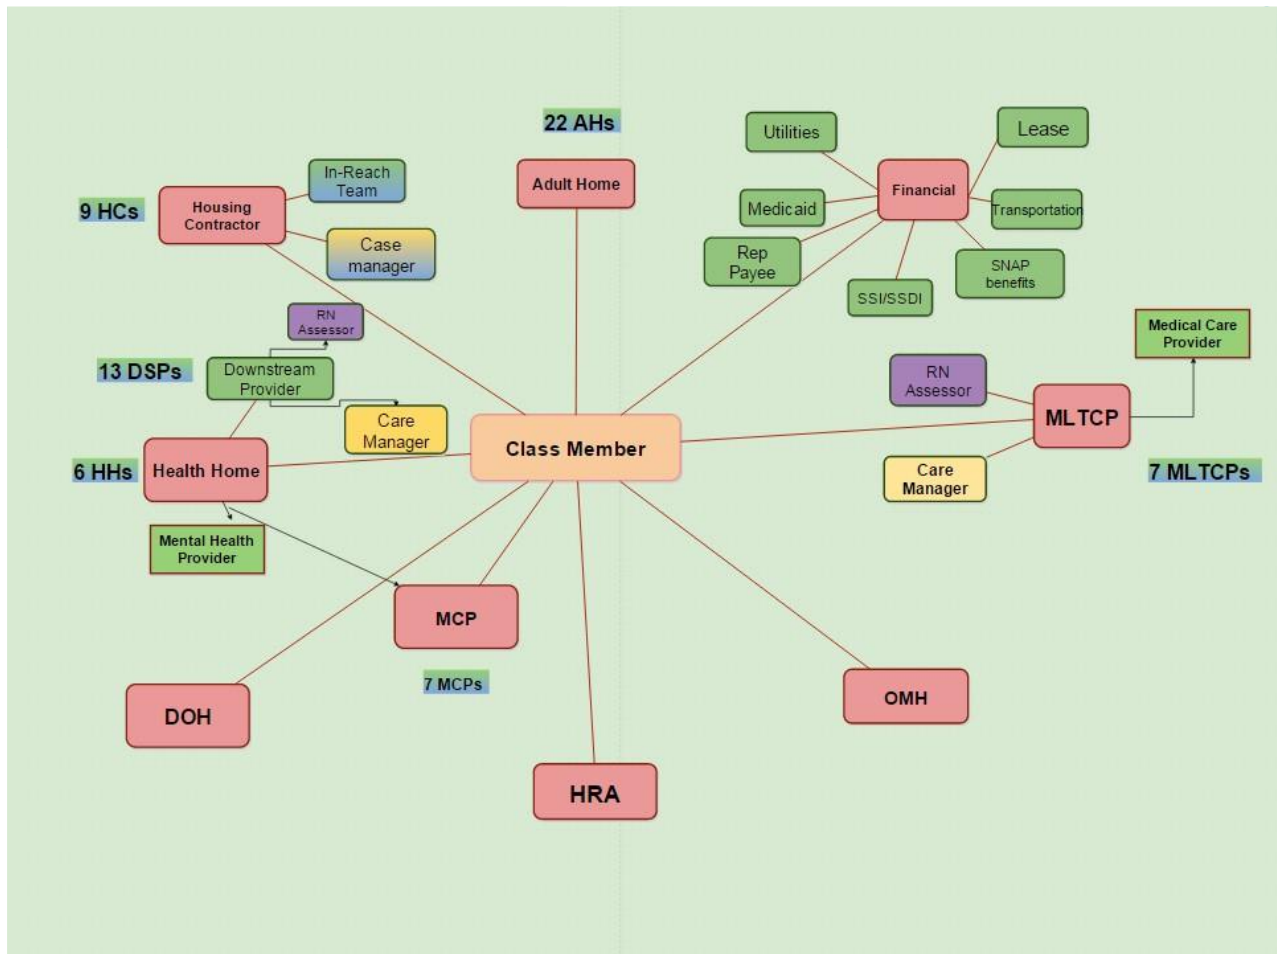 22 AHs
Utilities
Lease
In-Reach
Team
Adult Home
Financial
9 HCs
Housing
Contractor
Medicaid
Transportation
Case
manager
Rep
Payee
SNAP
benefits
SSI/SSDI
RN
Assessor
Medical Care
Provider
13 DSPs
Downstream
Provider
RN
Assessor
MLTCP
Care
Manager
Class Member
6 HHs
Health Home
Care
Manager
7 MLTCPs
Mental Health
Provider
MCP
7 MCPs
OMH
DOH
HRA